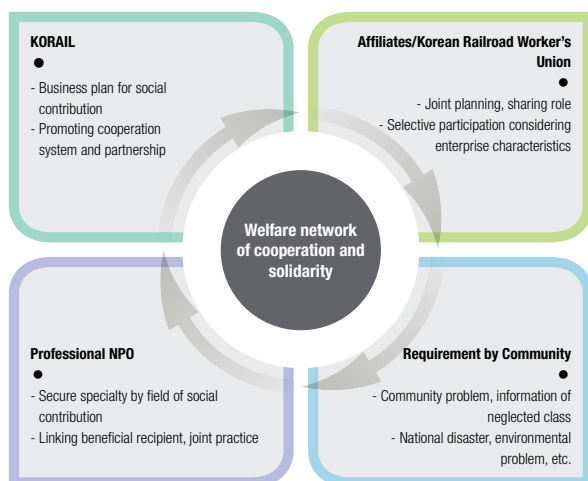 KORAIL
●
- Business plan for social
contribution
- Promoting cooperation
system and partnership
Affiliates/Korean Railroad Worker's
Union
●
- Joint planning, sharing role
- Selective participation considering
enterprise characteristics
Welfare network
of cooperation and
solidarity
Professional NPO
●
- Secure specialty by field of social
contribution
- Linking beneficial recipient, joint practice
Requirement by Community
●
- Community problem, information of
neglected class
- National disaster, environmental
problem, etc.